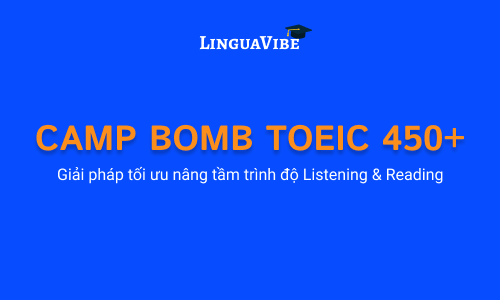 LINGUAVIBE
CAMP BOMB TOEIC 450+
Giải pháp tối ưu nâng tầm trình độ Listening & Reading